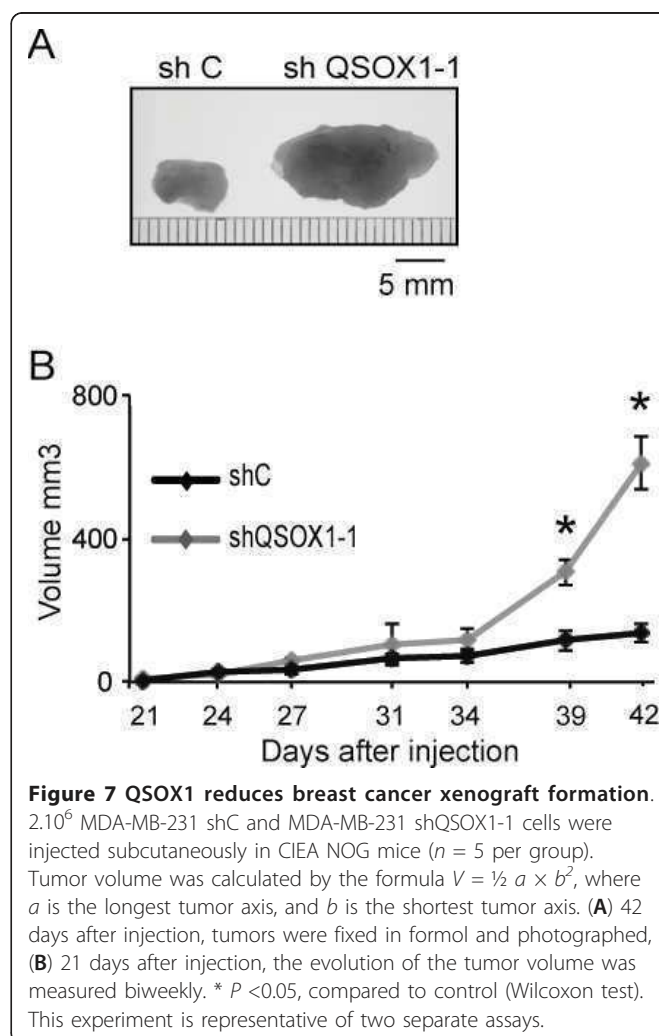 A
sh C sh QSOX1-1
5 mm
B
800
400
0
Volume mm3
shC
shQSOX1-1
*
*
21 24 27 31 34 39 42
Days after injection
Figure 7 QSOX1 reduces breast cancer xenograft formation.
2.10⁶ MDA-MB-231 shC and MDA-MB-231 shQSOX1-1 cells were
injected subcutaneously in CIEA NOG mice (n = 5 per group).
Tumor volume was calculated by the formula V = ½ a × b², where
a is the longest tumor axis, and b is the shortest tumor axis. (A) 42
days after injection, tumors were fixed in formol and photographed,
(B) 21 days after injection, the evolution of the tumor volume was
measured biweekly. * P <0.05, compared to control (Wilcoxon test).
This experiment is representative of two separate assays.